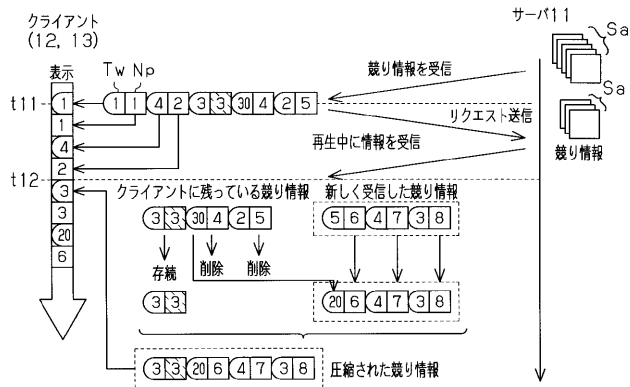 クライアント
(12, 13)
サーバ11
Sa
表示
Tw Np
競り情報を受信
t11
1 1 1 4 2 3 3 30 4 2 5
Sa
1
リクエスト送信
4
再生中に情報を受信
競り情報
2
t12
3
クライアントに残っている競り情報 新しく受信した競り情報
3
3 3 30 4 2 5 5 6 4 7 3 8
20
6
存続 削除 削除
3 3 20 6 4 7 3 8
3 3 20 6 4 7 3 8 圧縮された競り情報